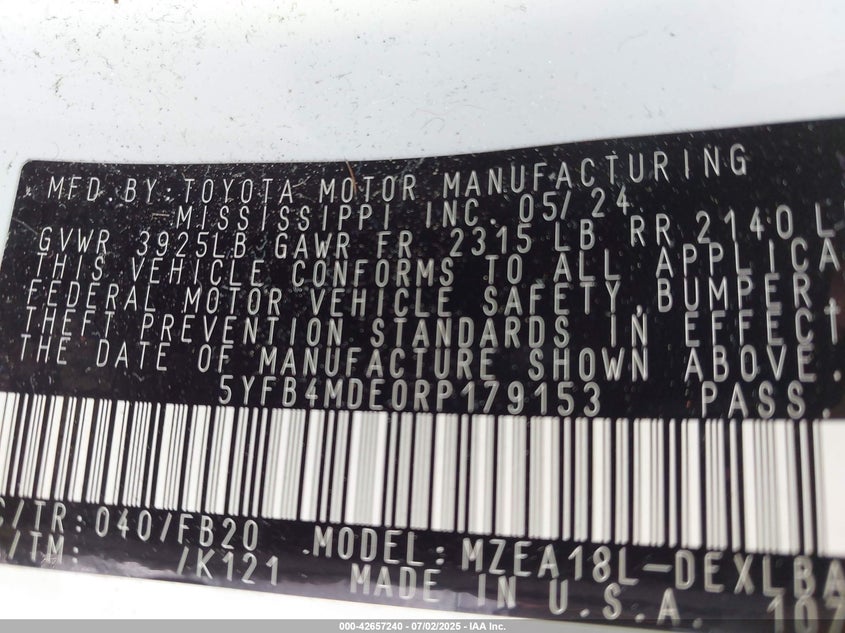 MFD.BY: TOYOTA MOTOR MANUFACTURING
MISSISSIPPI INC. 05/24
GVWR 3925LB GAWR FR 2315 LB RR 2140 L
THIS VEHICLE CONFORMS TO ALL APPLICA
FEDERAL MOTOR VEHICLE SAFETY, BUMPER
THEFT PREVENTION STANDARDS IN EFFECT
THE DATE OF MANUFACTURE SHOWN ABOVE.
5YFB4MDE0RP179153 PASS.
C/TR: 040/FB20 MODEL: MZEA18L-DEXLBA
/TM: /K121 MADE IN U.S.A. 107
000-42657240 - 07/02/2025 - IAA Inc.